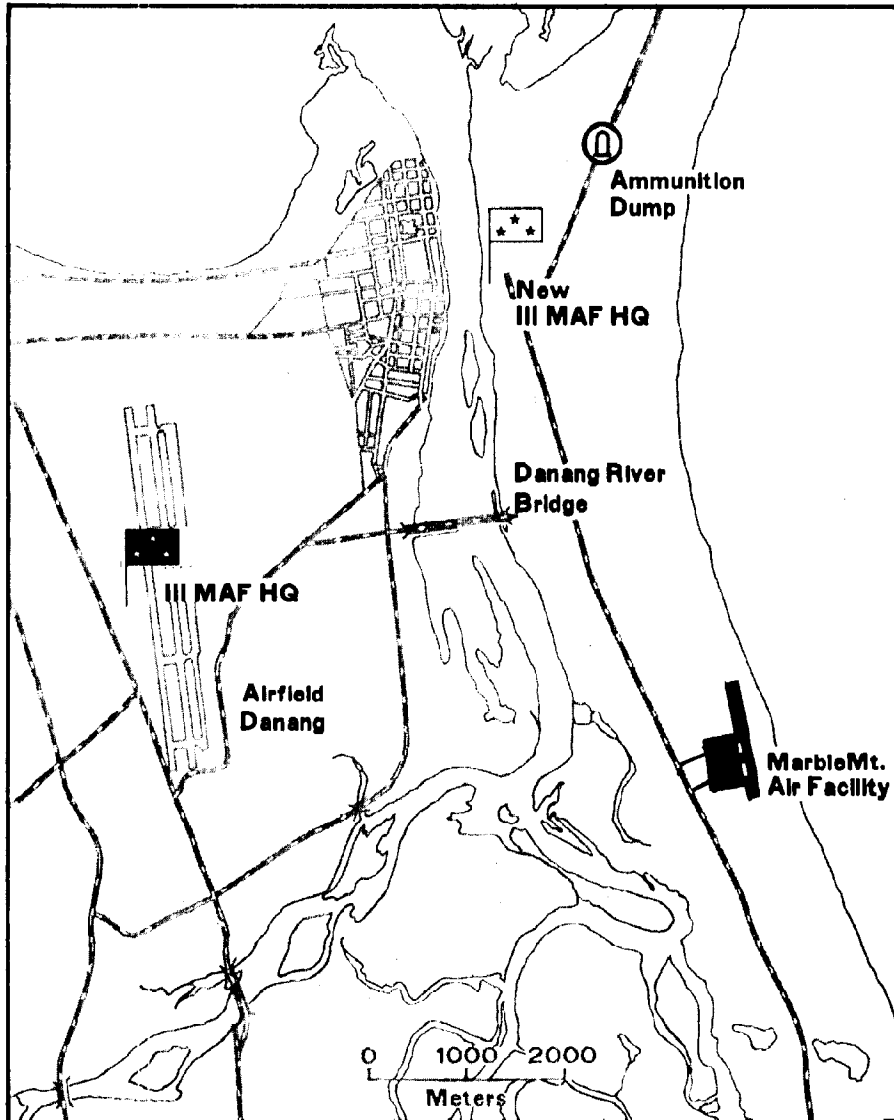 Ammunition
Dump
New
III MAF HQ
Danang River
Bridge
III MAF HQ
Airfield
Danang
MarbleMt.
Air Facility
0 1000 2000
Meters